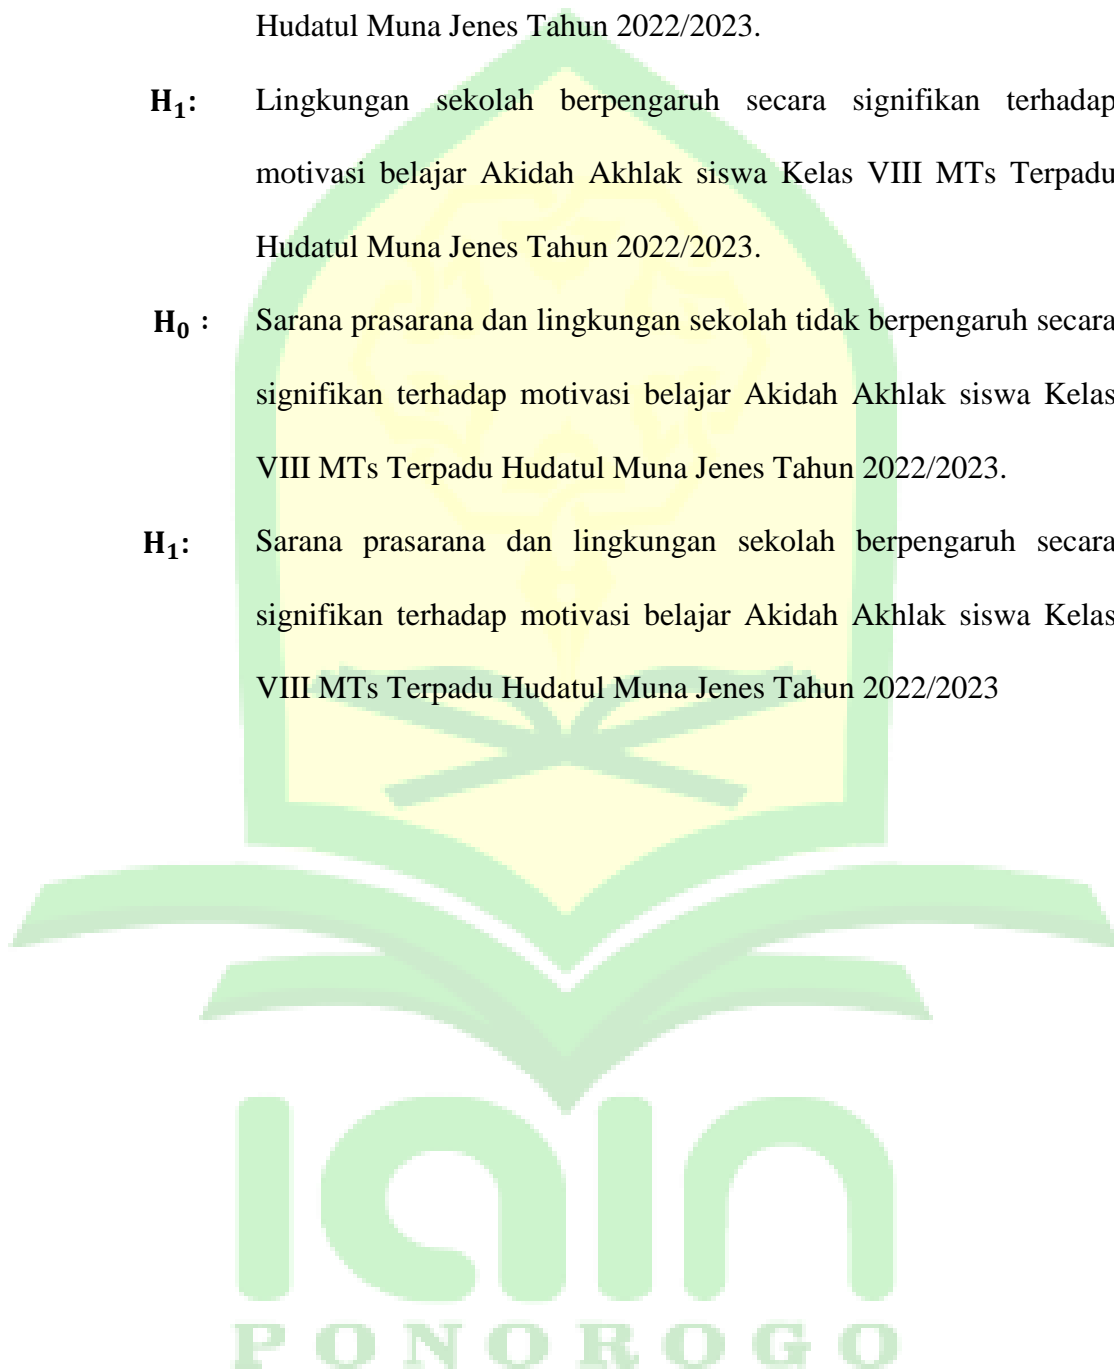 Hudatul Muna Jenes Tahun 2022/2023.
H₁: Lingkungan sekolah berpengaruh secara signifikan terhadap
motivasi belajar Akidah Akhlak siswa Kelas VIII MTs Terpadu
Hudatul Muna Jenes Tahun 2022/2023.
H₀ : Sarana prasarana dan lingkungan sekolah tidak berpengaruh secara
signifikan terhadap motivasi belajar Akidah Akhlak siswa Kelas
VIII MTs Terpadu Hudatul Muna Jenes Tahun 2022/2023.
H₁: Sarana prasarana dan lingkungan sekolah berpengaruh secara
signifikan terhadap motivasi belajar Akidah Akhlak siswa Kelas
VIII MTs Terpadu Hudatul Muna Jenes Tahun 2022/2023
iain
PONOROGO